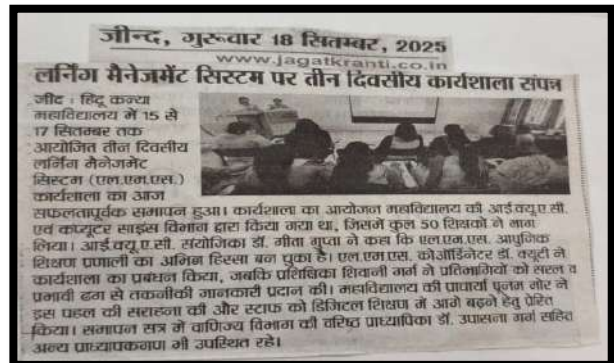 जीन्द, गुरूवार 18 सितम्बर, 2025
www.jagatkranti.co.in
लर्निंग मैनेजमेंट सिस्टम पर तीन दिवसीय कार्यशाला संपन्न
जींद : हिंदू कन्या
महाविद्यालय में 15 से
17 सितम्बर तक
आयोजित तीन दिवसीय
लर्निंग मैनेजमेंट
सिस्टम (एल.एम.एस.)
कार्यशाला का आज
सफलतापूर्वक समापन हुआ। कार्यशाला का आयोजन महाविद्यालय की आई.क्यू.ए.सी.
एवं कंप्यूटर साइंस विभाग द्वारा किया गया था, जिसमें कुल 50 शिक्षकों ने भाग
लिया। आई.क्यू.ए.सी. संयोजिका डॉ. गीता गुप्ता ने कहा कि एल.एम.एस. आधुनिक
शिक्षण प्रणाली का अभिन्न हिस्सा बन चुका है। एल.एम.एस. कोऑर्डिनेटर डॉ. क्यूटी ने
कार्यशाला का प्रबंधन किया, जबकि प्रशिक्षिका शिवानी गर्ग ने प्रतिभागियों को सरल व
प्रभावी ढंग से तकनीकी जानकारी प्रदान की। महाविद्यालय की प्राचार्या पूनम मोर ने
इस पहल की सराहना की और स्टाफ को डिजिटल शिक्षण में आगे बढ़ने हेतु प्रेरित
किया। समापन सत्र में वाणिज्य विभाग की वरिष्ठ प्राध्यापिका डॉ. उपासना गर्ग सहित
अन्य प्राध्यापकगण भी उपस्थित रहे।